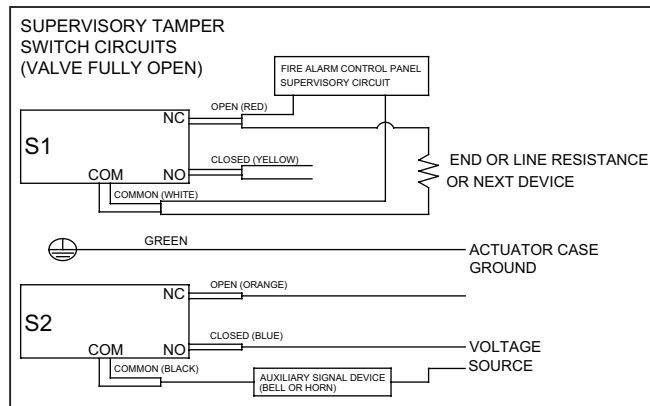 SUPERVISORY TAMPER
SWITCH CIRCUITS
(VALVE FULLY OPEN)
FIRE ALARM CONTROL PANEL
SUPERVISORY CIRCUIT
NC
OPEN (RED)
S1
CLOSED (YELLOW)
COM
NO
COMMON (WHITE)
END OR LINE RESISTANCE
OR NEXT DEVICE
GREEN
ACTUATOR CASE
GROUND
NC
OPEN (ORANGE)
S2
CLOSED (BLUE)
COM
NO
VOLTAGE
SOURCE
COMMON (BLACK)
AUXILIARY SIGNAL DEVICE
(BELL OR HORN)